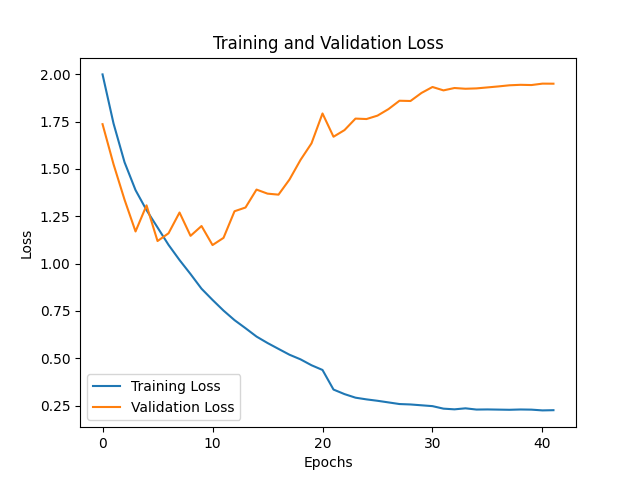 Training and Validation Loss
2.00
1.75
1.50
1.25
1.00
0.75
0.50
0.25
Loss
Training Loss
Validation Loss
0 10 20 30 40
Epochs